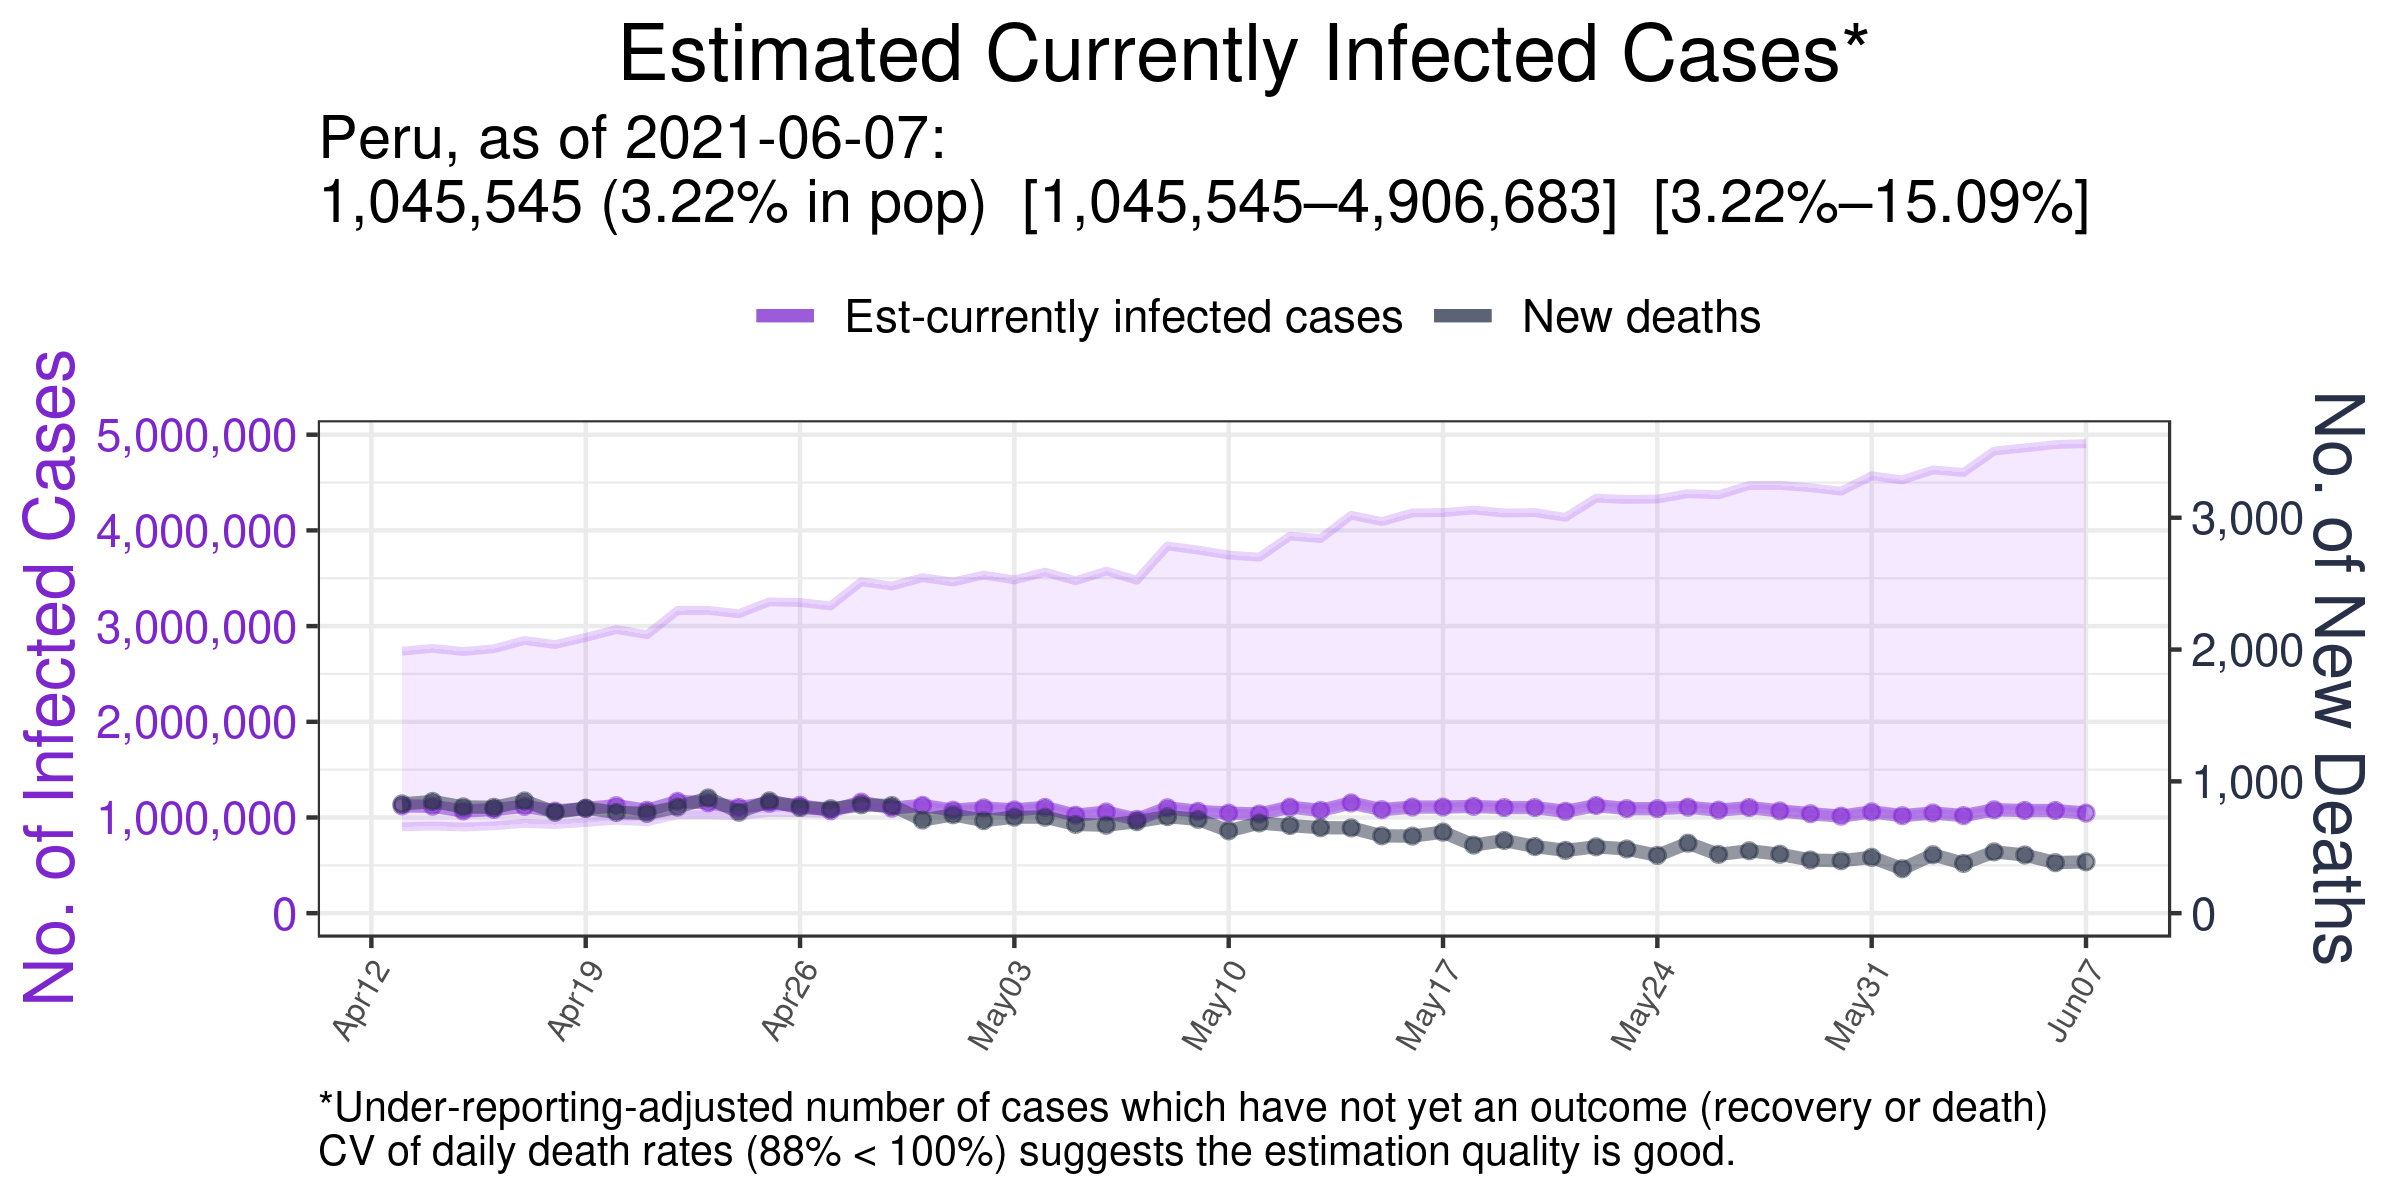 Estimated Currently Infected Cases*
Peru, as of 2021-06-07:
1,045,545 (3.22% in pop)  [1,045,545–4,906,683]  [3.22%–15.09%]
Est-currently infected cases
New deaths
No. of Infected Cases
5,000,000
4,000,000
3,000,000
2,000,000
1,000,000
0
3,000
2,000
1,000
0
No. of New Deaths
Apr12
Apr19
Apr26
May03
May10
May17
May24
May31
Jun07
*Under-reporting-adjusted number of cases which have not yet an outcome (recovery or death)
CV of daily death rates (88% < 100%) suggests the estimation quality is good.